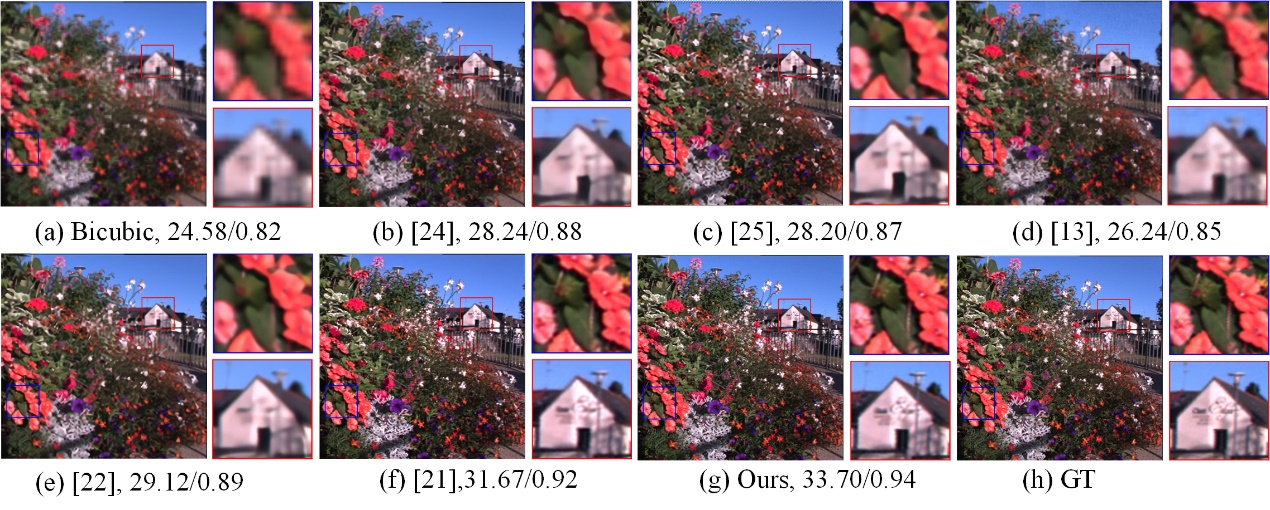 (a) Bicubic, 24.58/0.82
(b) [24], 28.24/0.88
(c) [25], 28.20/0.87
(d) [13], 26.24/0.85
(e) [22], 29.12/0.89
(f) [21],31.67/0.92
(g) Ours, 33.70/0.94
(h) GT